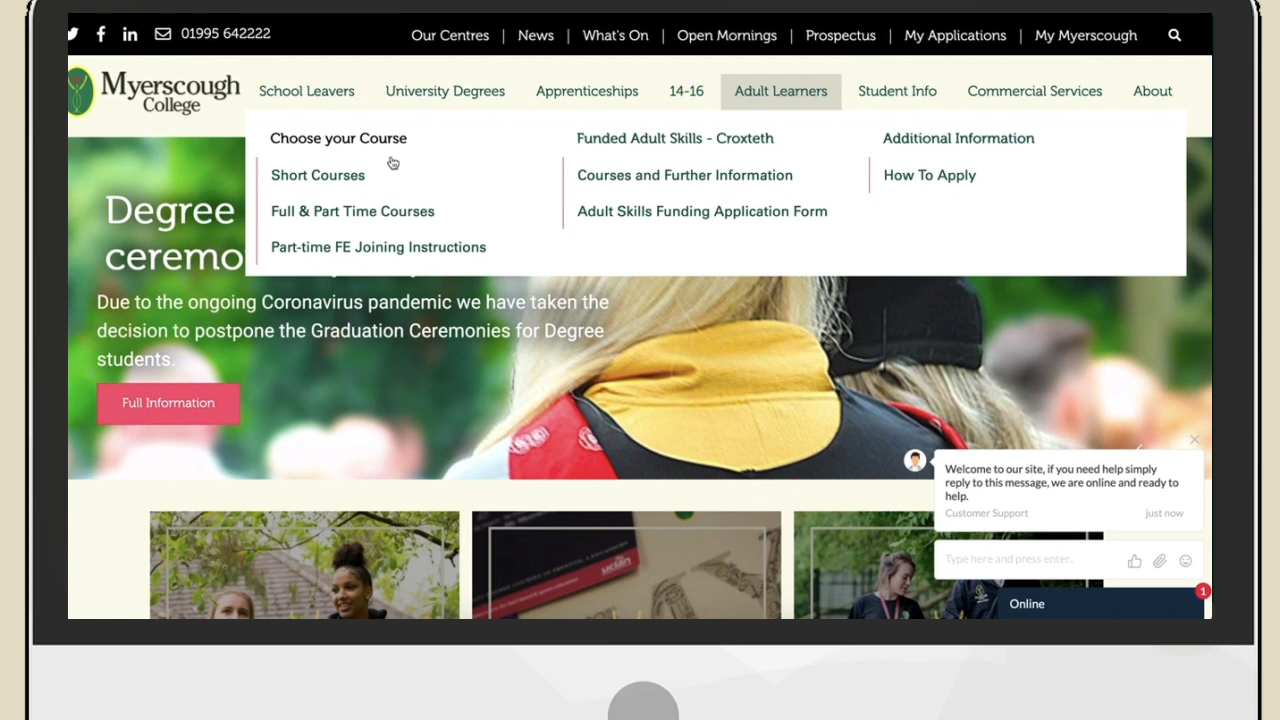 01995 642222
Our Centres | News | What's On | Open Mornings | Prospectus | My Applications | My Myerscough
Myerscough
College
School Leavers University Degrees Apprenticeships 14-16 Adult Learners Student Info Commercial Services About
Choose your Course
Short Courses
Full & Part Time Courses
Part-time FE Joining Instructions
Funded Adult Skills - Croxteth
Courses and Further Information
Adult Skills Funding Application Form
Additional Information
How To Apply
Degree
ceremo
Due to the ongoing Coronavirus pandemic we have taken the
decision to postpone the Graduation Ceremonies for Degree
students.
Full Information
Welcome to our site, if you need help simply
reply to this message, we are online and ready to
help.
Customer Support just now
Type here and press enter..
Online
1
uclan